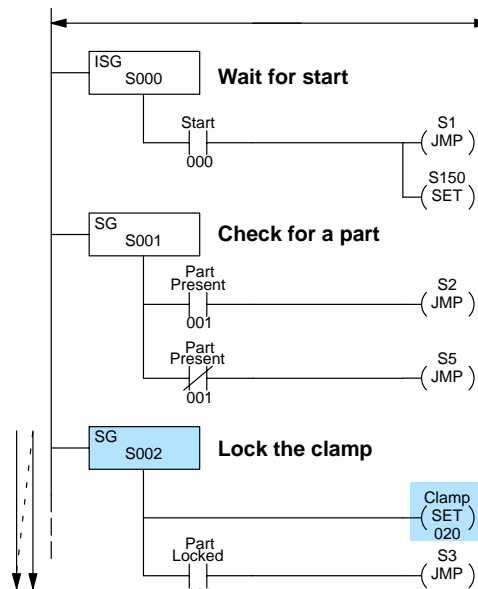 ISG
S000
Wait for start
Start
000
S1
JMP
S150
SET
SG
S001
Check for a part
Part
Present
001
S2
JMP
Part
Present
001
S5
JMP
SG
S002
Lock the clamp
Clamp
SET
020
Part
Locked
S3
JMP